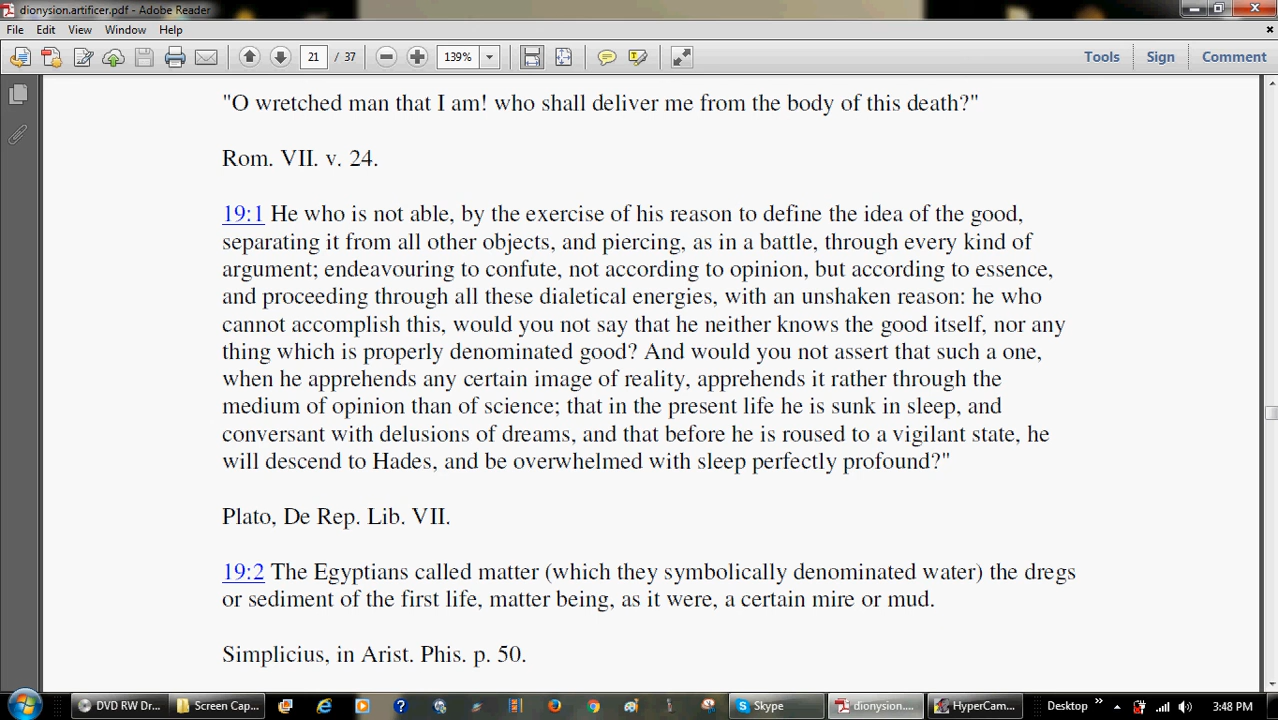 dionysion.artificer.pdf - Adobe Reader
File Edit View Window Help
21 / 37 139% Tools Sign Comment
"O wretched man that I am! who shall deliver me from the body of this death?"
Rom. VII. v. 24.
19:1 He who is not able, by the exercise of his reason to define the idea of the good,
separating it from all other objects, and piercing, as in a battle, through every kind of
argument; endeavouring to confute, not according to opinion, but according to essence,
and proceeding through all these dialetical energies, with an unshaken reason: he who
cannot accomplish this, would you not say that he neither knows the good itself, nor any
thing which is properly denominated good? And would you not assert that such a one,
when he apprehends any certain image of reality, apprehends it rather through the
medium of opinion than of science; that in the present life he is sunk in sleep, and
conversant with delusions of dreams, and that before he is roused to a vigilant state, he
will descend to Hades, and be overwhelmed with sleep perfectly profound?"
Plato, De Rep. Lib. VII.
19:2 The Egyptians called matter (which they symbolically denominated water) the dregs
or sediment of the first life, matter being, as it were, a certain mire or mud.
Simplicius, in Arist. Phis. p. 50.
DVD RW Dr... Screen Cap... Skype dionysion.... HyperCam... Desktop 3:48 PM